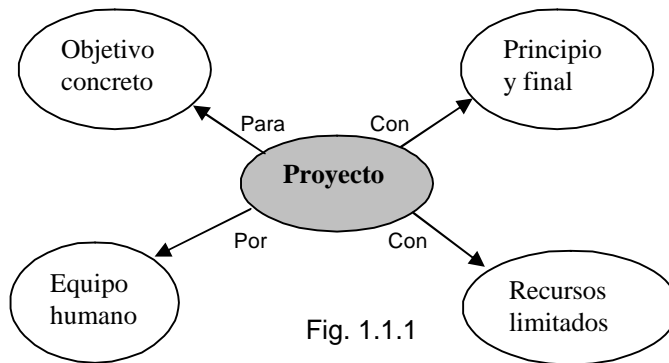 Objetivo
concreto
Principio
y final
Para
Con
Proyecto
Por
Con
Equipo
humano
Recursos
limitados
Fig. 1.1.1